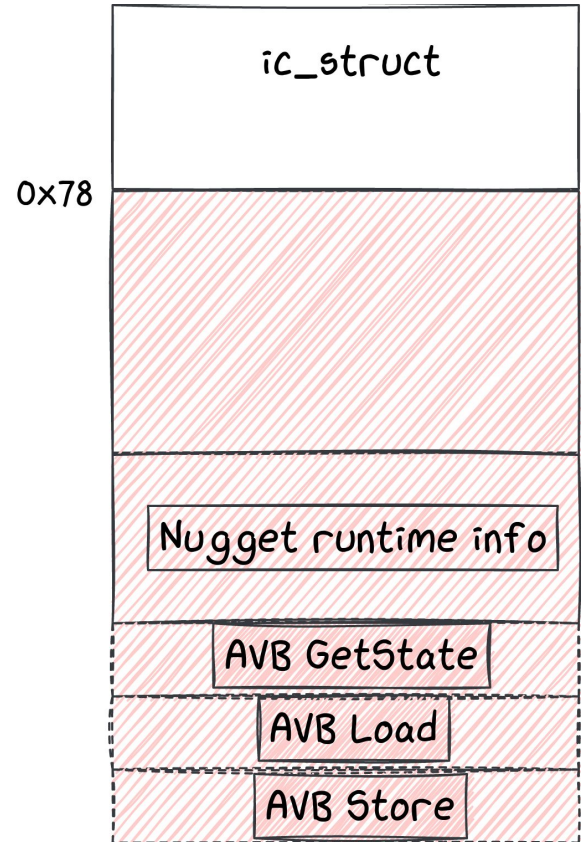 ic_struct
0x78
Nugget runtime info
AVB GetState
AVB Load
AVB Store